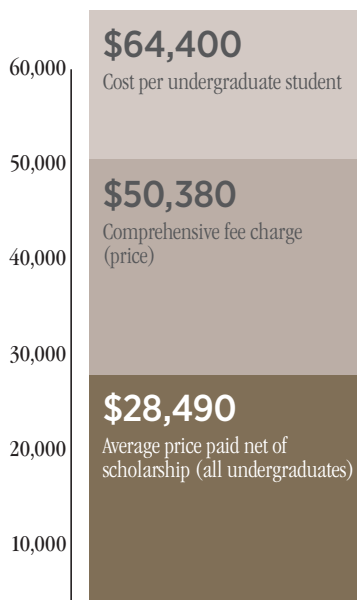 $64,400
Cost per undergraduate student
$50,380
Comprehensive fee charge
(price)
$28,490
Average price paid net of
scholarship (all undergraduates)
60,000
50,000
40,000
30,000
20,000
10,000